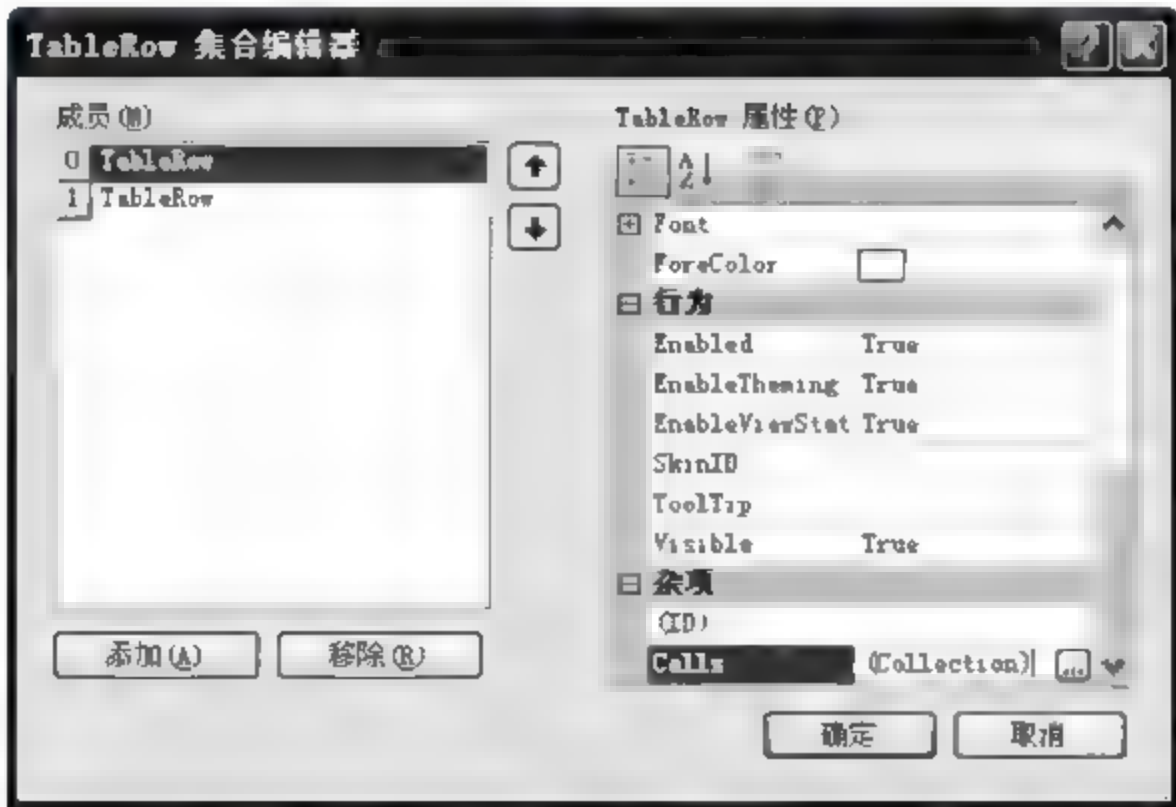 TableRow 集合编辑器
成员(M)
0 TableRow
1 TableRow
添加(A)
移除(R)
TableRow 属性(P)
Font
ForeColor
行为
Enabled True
EnableTheming True
EnableViewStat True
SkinID
ToolTip
Visible True
杂项
(ID)
Cells (Collection)
确定
取消